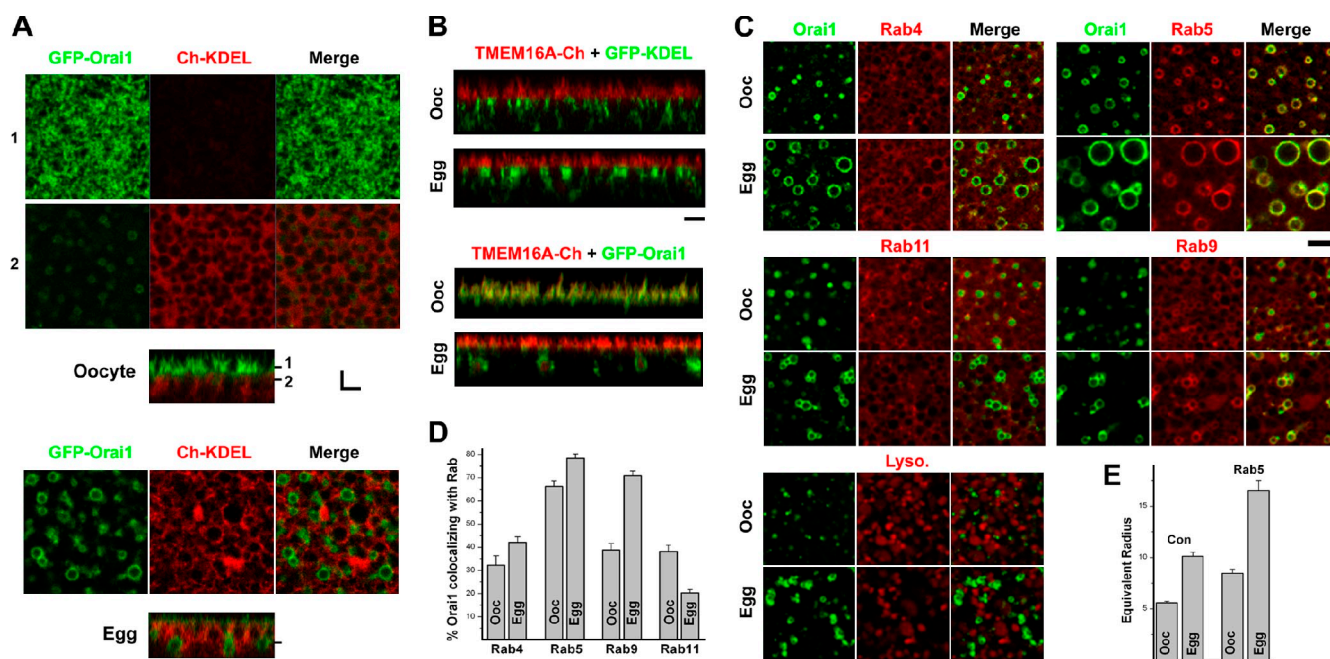 A
GFP-Orai1 Ch-KDEL Merge
1
2
Oocyte
1
2
GFP-Orai1 Ch-KDEL Merge
Egg
B
TMEM16A-Ch + GFP-KDEL
Ooc
Egg
TMEM16A-Ch + GFP-Orai1
Ooc
Egg
C
Orai1 Rab4 Merge
Ooc
Egg
Orai1 Rab5 Merge
Rab11
Ooc
Egg
Rab9
Lyso.
Ooc
Egg
D
% Orai1 colocalizing with Rab
80
70
60
50
40
30
20
10
Ooc Egg Ooc Egg Ooc Egg Ooc Egg
Rab4 Rab5 Rab9 Rab11
E
Equivalent Radius
15
10
5
Con
Rab5
Ooc Egg Ooc Egg